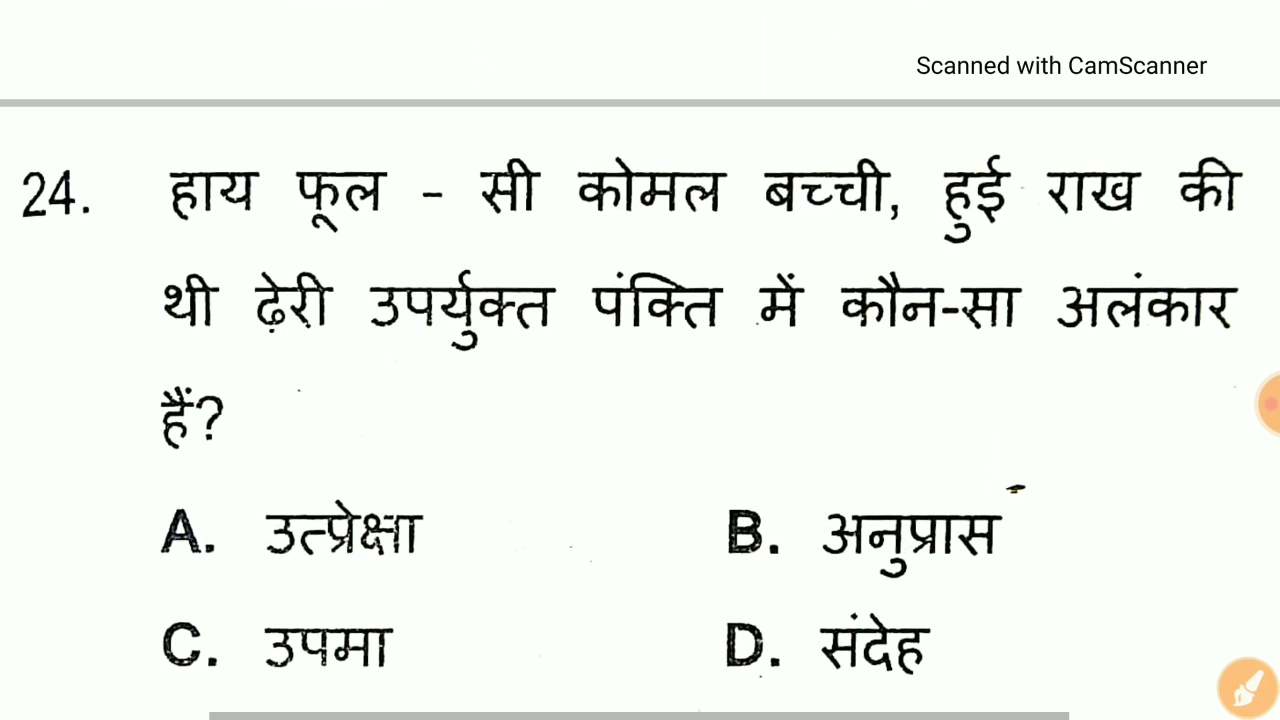 Scanned with CamScanner
24. हाय फूल - सी कोमल बच्ची, हुई राख की
थी ढ़ेरी उपर्युक्त पंक्ति में कौन-सा अलंकार
हैं?
A. उत्प्रेक्षा B. अनुप्रास
C. उपमा D. संदेह